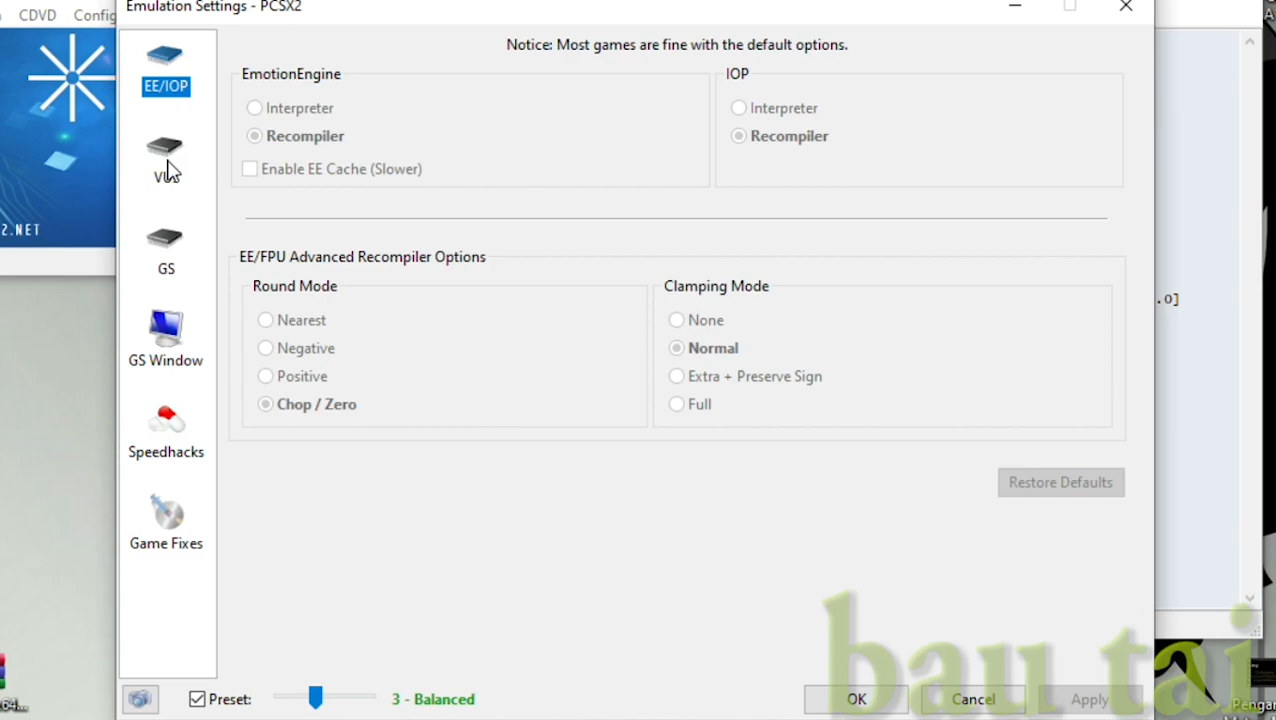 Emulation Settings - PCSX2
CDVD Config
EE/IOP
VUs
GS
GS Window
Speedhacks
Game Fixes
Notice: Most games are fine with the default options.
EmotionEngine
Interpreter
Recompiler
Enable EE Cache (Slower)
IOP
Interpreter
Recompiler
EE/FPU Advanced Recompiler Options
Round Mode
Nearest
Negative
Positive
Chop / Zero
Clamping Mode
None
Normal
Extra + Preserve Sign
Full
Restore Defaults
Preset:
3 - Balanced
OK
Cancel
Apply
2.NET
.0]
64...
bau tai